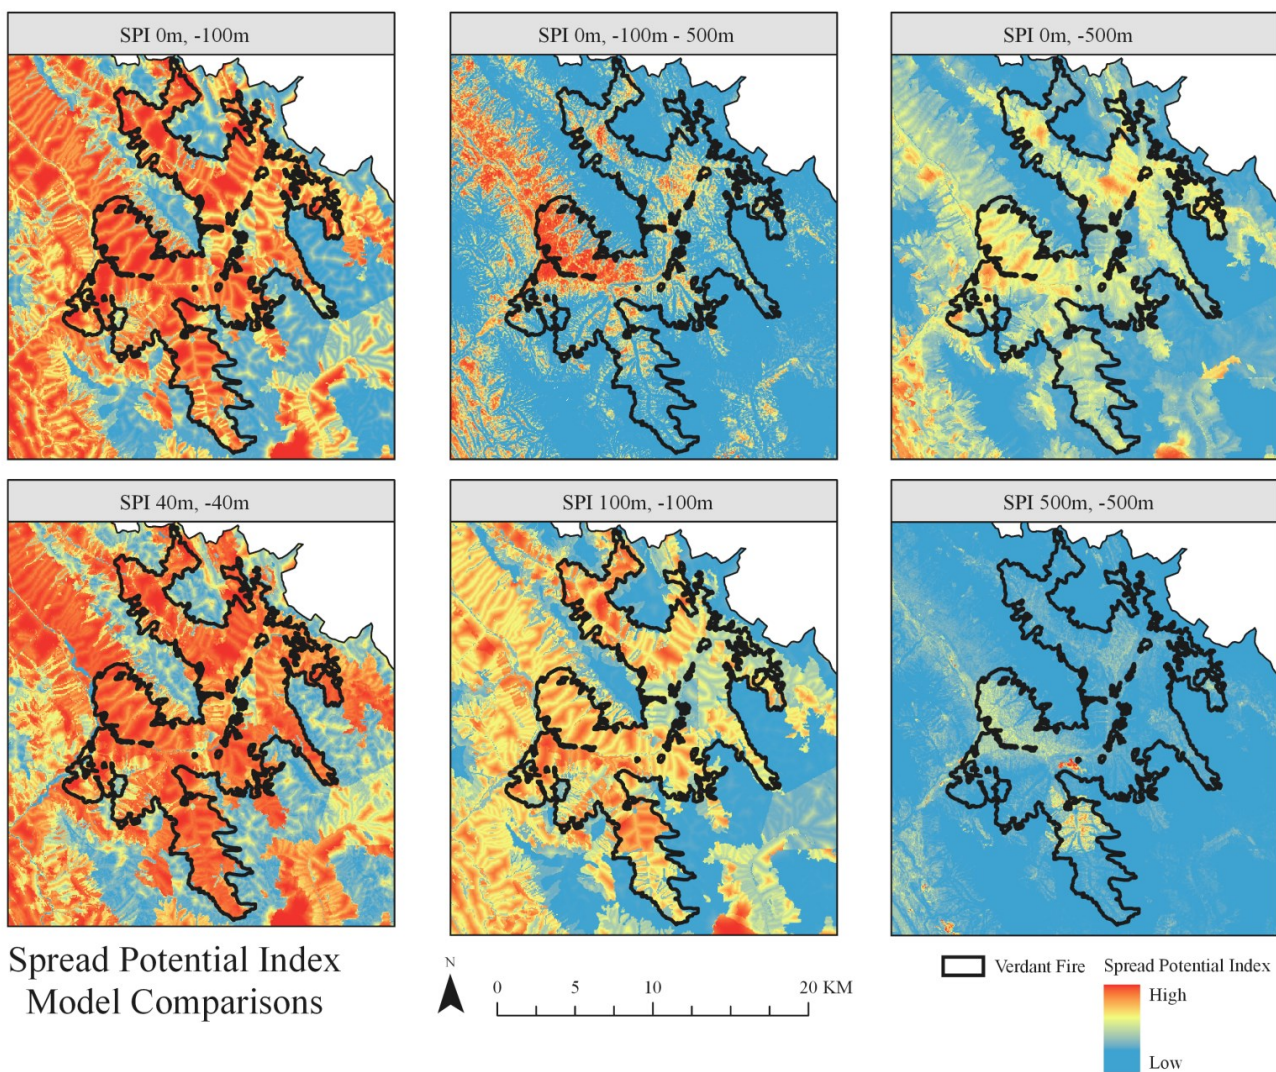 SPI 0m, -100m
SPI 0m, -100m - 500m
SPI 0m, -500m
SPI 40m, -40m
SPI 100m, -100m
SPI 500m, -500m
Spread Potential Index
Model Comparisons
N
0 5 10 20 KM
Verdant Fire
Spread Potential Index
High
Low